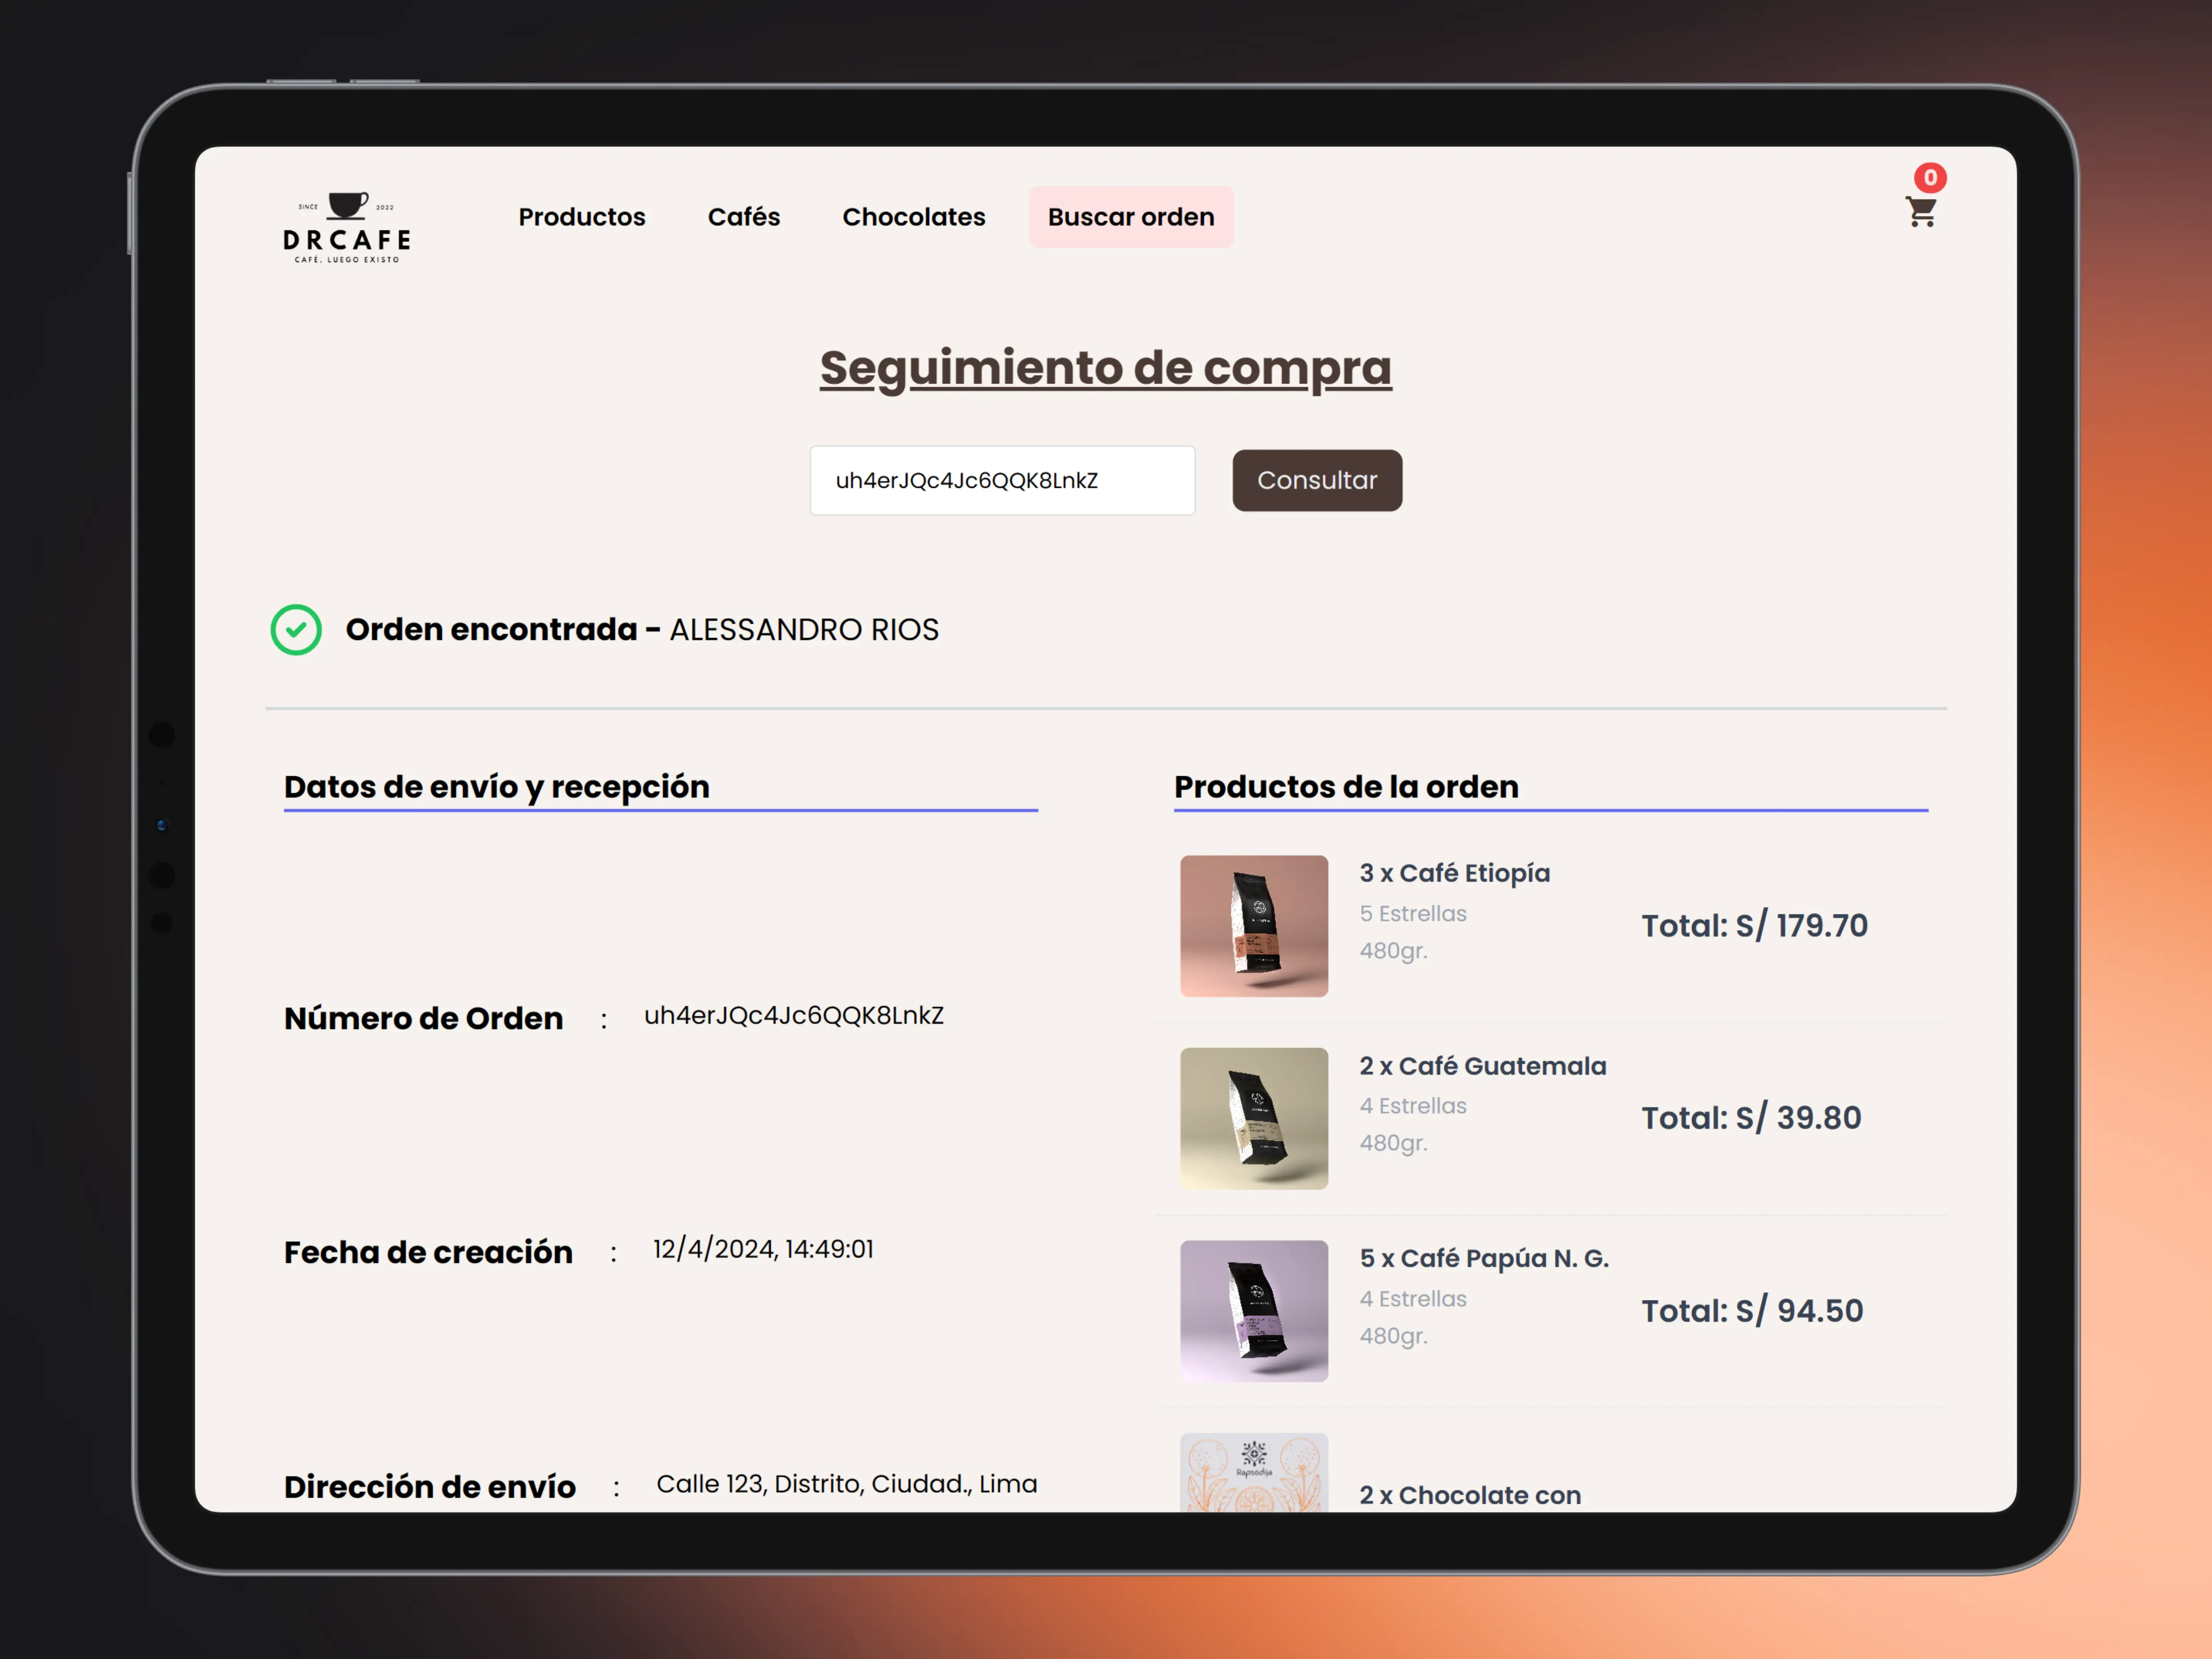 SINCE 2022
DRCAFE
CAFÉ, LUEGO EXISTO
Productos
Cafés
Chocolates
Buscar orden
0
Seguimiento de compra
uh4erJQc4Jc6QQK8LnkZ
Consultar
Orden encontrada - ALESSANDRO RIOS
Datos de envío y recepción
Número de Orden : uh4erJQc4Jc6QQK8LnkZ
Fecha de creación : 12/4/2024, 14:49:01
Dirección de envío : Calle 123, Distrito, Ciudad., Lima
Productos de la orden
3 x Café Etiopía
5 Estrellas
480gr.
Total: S/ 179.70
2 x Café Guatemala
4 Estrellas
480gr.
Total: S/ 39.80
5 x Café Papúa N. G.
4 Estrellas
480gr.
Total: S/ 94.50
Rapsodija
2 x Chocolate con